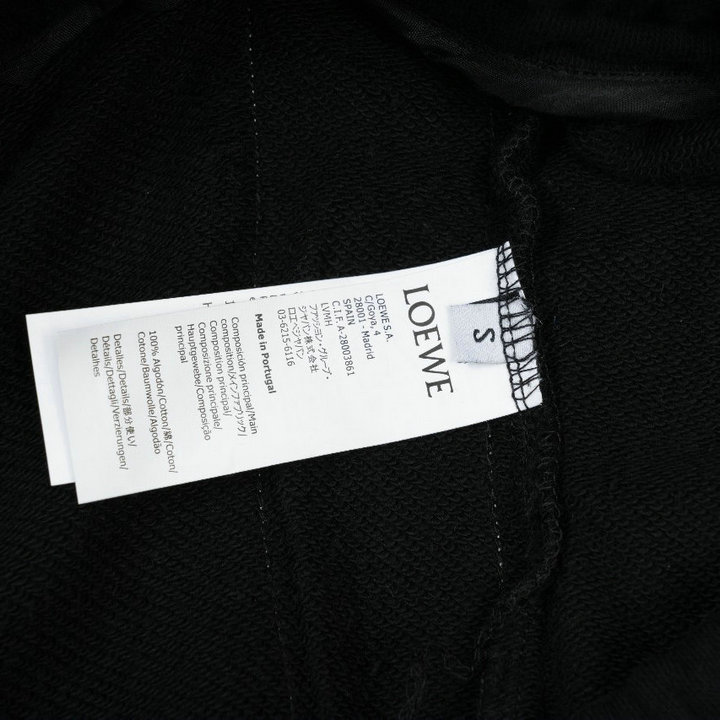 LOEWE
S
LOEWE S.A.
C/Goya, 4
28001 - Madrid
SPAIN
C.I.F. A-28003861
LVMH
ファッション・グループ・
ジャパン株式会社
ロエベジャパン
03-6215-6116
Made in Portugal
Composición principal/Main
composition/メインファブリック/
Composition principal/
Composizione principale/
Hauptgewebe/Composição
principal
100% Algodón/Cotton/綿/Coton/
Cotone/Baumwolle/Algodão
Detalles/Details/部分使い/
Détails/Dettagli/Verzierungen/
Detalhes